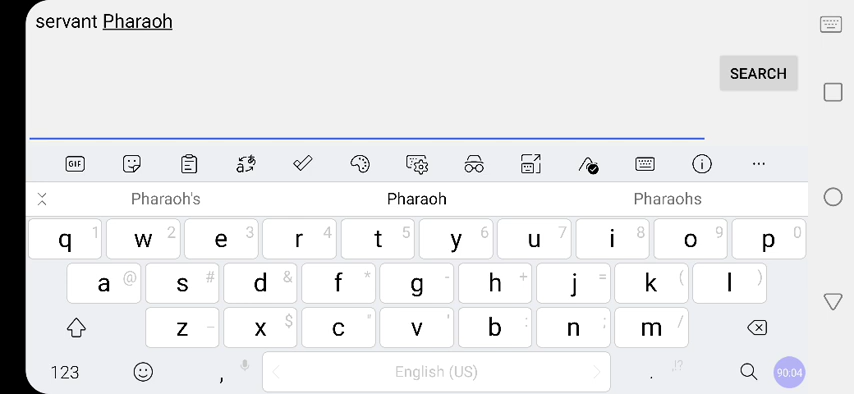 servant Pharaoh
SEARCH
GIF
Pharaoh's Pharaoh Pharaohs
q 1 w 2 e 3 r 4 t 5 y 6 u 7 i 8 o 9 p 0
a @ s # d & f * g - h + j = k ( l )
z _ x $ c " v ' b : n ; m /
123 , English (US) . .!? 90:04